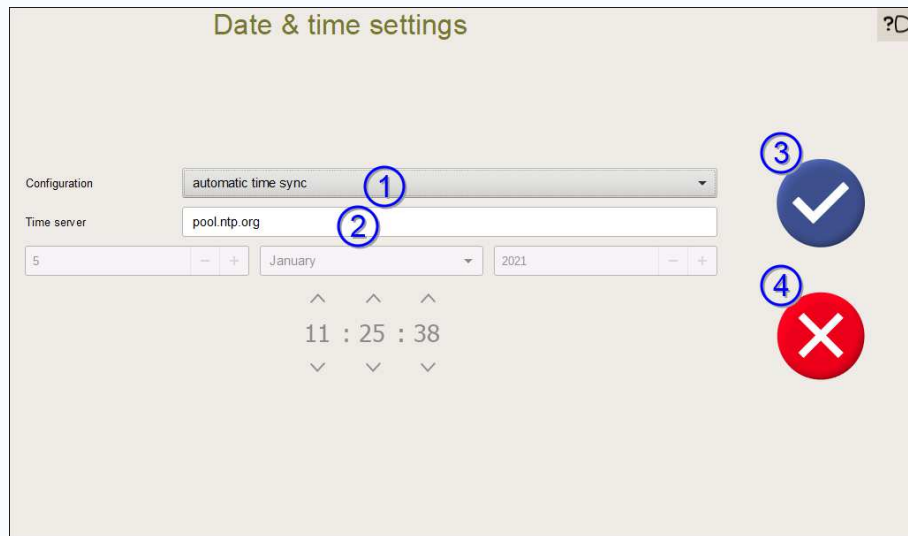 Date & time settings
?
3
Configuration
automatic time sync
1
Time server
pool.ntp.org
2
5 - +
January
2021 - +
4
11 : 25 : 38